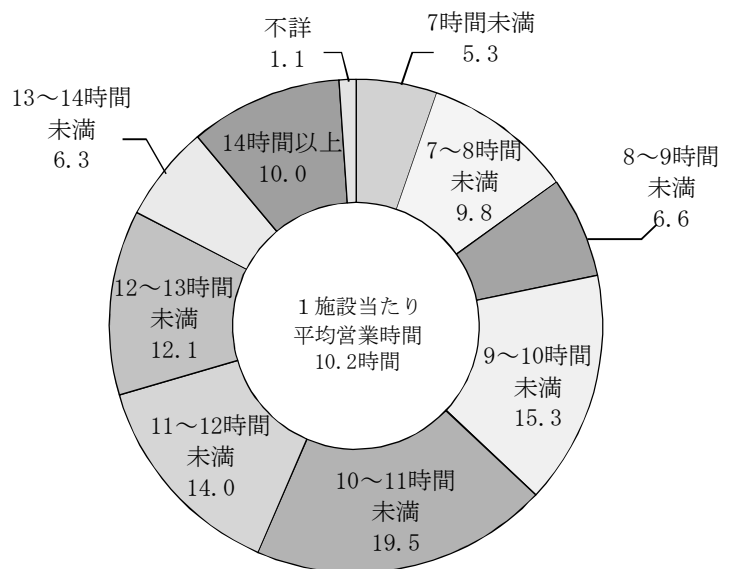 7時間未満
5.3
7～8時間
未満
9.8
8～9時間
未満
6.6
9～10時間
未満
15.3
10～11時間
未満
19.5
11～12時間
未満
14.0
12～13時間
未満
12.1
13～14時間
未満
6.3
14時間以上
10.0
不詳
1.1
１施設当たり
平均営業時間
10.2時間